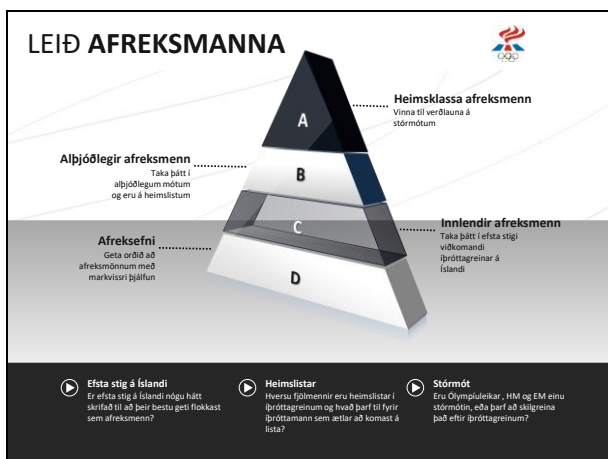 LEIÐ AFREKSMANNA
A
Heimsklassa afreksmenn
Vinna til verðlauna á
stórmótum
Alþjóðlegir afreksmenn
Taka þátt í
alþjóðlegum mótum
og eru á heimslistum
B
C
Innlendir afreksmenn
Taka þátt í efsta stigi
viðkomandi
íþróttagreinar á
Íslandi
Afreksefni
Geta orðið að
afreksmönnum með
markvissri þjálfun
D
Efsta stig á Íslandi
Er efsta stig á Íslandi nógu hátt
skrifað til að þeir bestu geti flokkast
sem afreksmenn?
Heimslistar
Hversu fjölmennir eru heimslistar í
íþróttagreinum og hvað þarf til fyrir
íþróttamann sem ætlar að komast á
lista?
Stórmót
Eru Ólympíuleikar, HM og EM einu
stórmótin, eða þarf að skilgreina
það eftir íþróttagreinum?